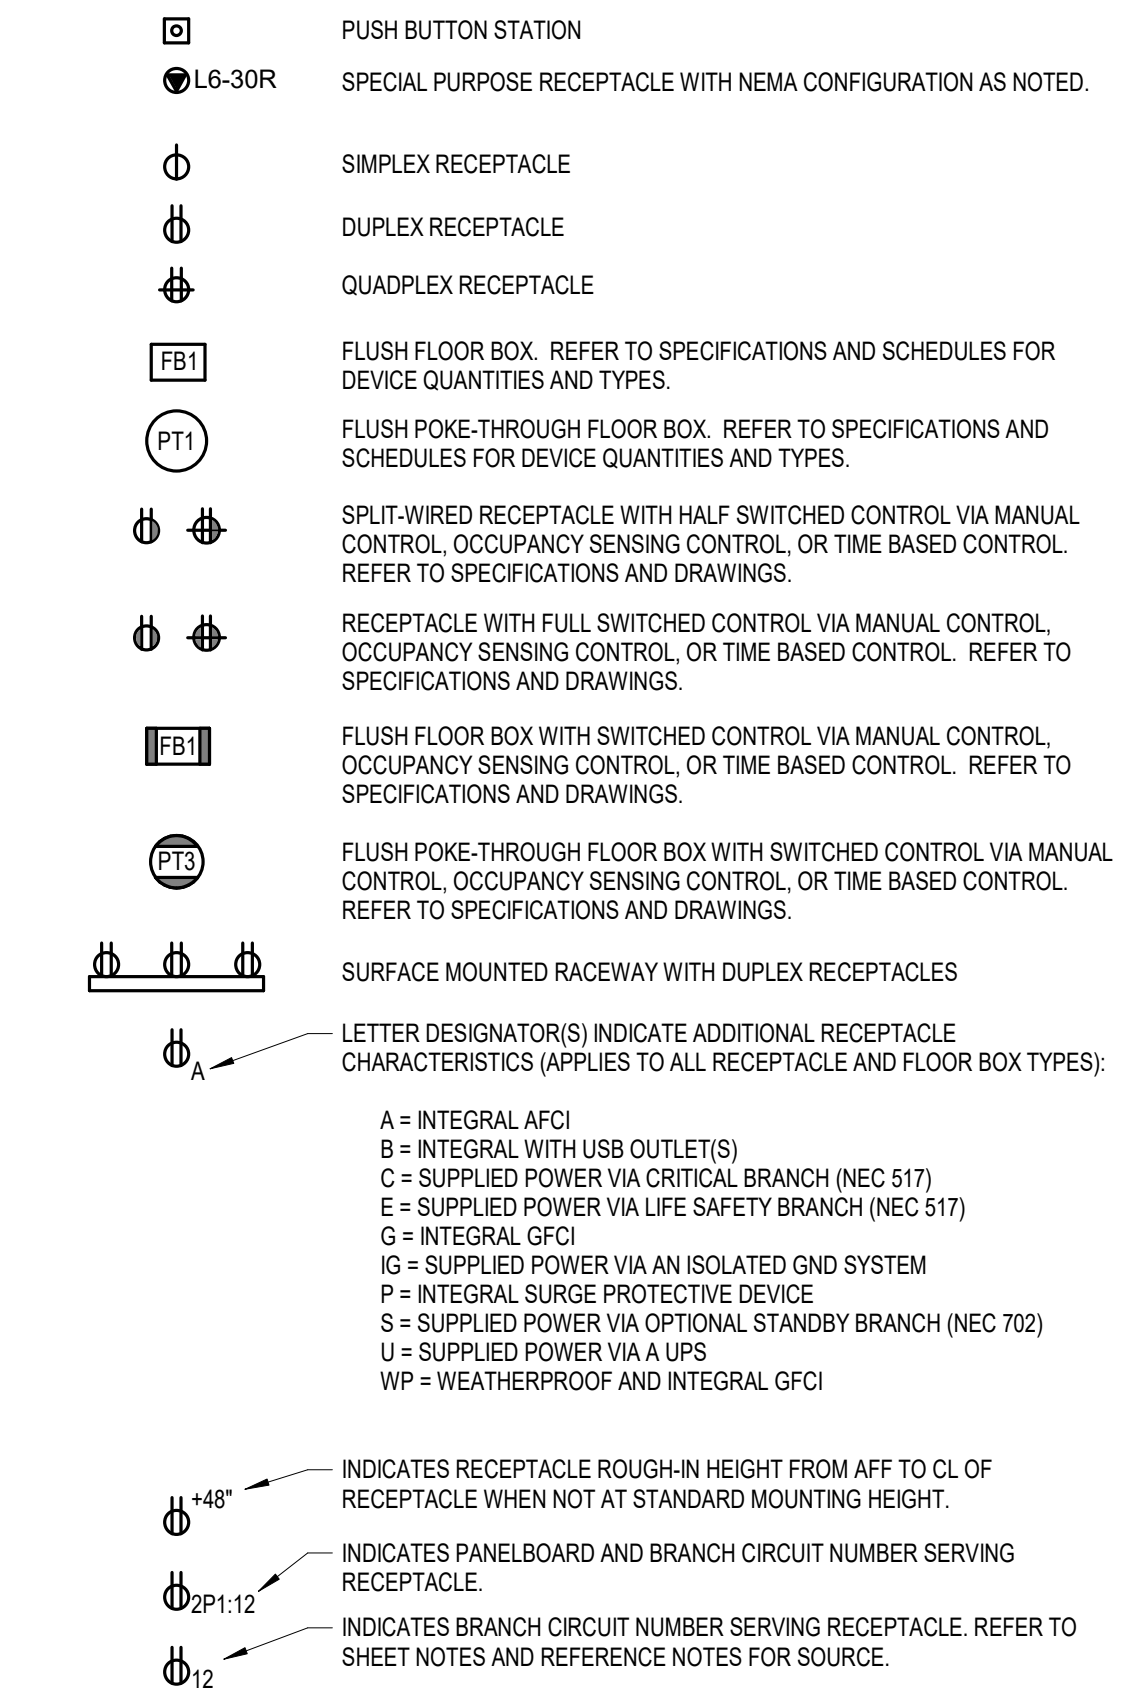 PUSH BUTTON STATION
L6-30R SPECIAL PURPOSE RECEPTACLE WITH NEMA CONFIGURATION AS NOTED.
SIMPLEX RECEPTACLE
DUPLEX RECEPTACLE
QUADPLEX RECEPTACLE
FB1
FLUSH FLOOR BOX. REFER TO SPECIFICATIONS AND SCHEDULES FOR
DEVICE QUANTITIES AND TYPES.
PT1
FLUSH POKE-THROUGH FLOOR BOX. REFER TO SPECIFICATIONS AND
SCHEDULES FOR DEVICE QUANTITIES AND TYPES.
SPLIT-WIRED RECEPTACLE WITH HALF SWITCHED CONTROL VIA MANUAL
CONTROL, OCCUPANCY SENSING CONTROL, OR TIME BASED CONTROL.
REFER TO SPECIFICATIONS AND DRAWINGS.
RECEPTACLE WITH FULL SWITCHED CONTROL VIA MANUAL CONTROL,
OCCUPANCY SENSING CONTROL, OR TIME BASED CONTROL. REFER TO
SPECIFICATIONS AND DRAWINGS.
FB1
FLUSH FLOOR BOX WITH SWITCHED CONTROL VIA MANUAL CONTROL,
OCCUPANCY SENSING CONTROL, OR TIME BASED CONTROL. REFER TO
SPECIFICATIONS AND DRAWINGS.
PT3
FLUSH POKE-THROUGH FLOOR BOX WITH SWITCHED CONTROL VIA MANUAL
CONTROL, OCCUPANCY SENSING CONTROL, OR TIME BASED CONTROL.
REFER TO SPECIFICATIONS AND DRAWINGS.
SURFACE MOUNTED RACEWAY WITH DUPLEX RECEPTACLES
A
LETTER DESIGNATOR(S) INDICATE ADDITIONAL RECEPTACLE
CHARACTERISTICS (APPLIES TO ALL RECEPTACLE AND FLOOR BOX TYPES):
A = INTEGRAL AFCI
B = INTEGRAL WITH USB OUTLET(S)
C = SUPPLIED POWER VIA CRITICAL BRANCH (NEC 517)
E = SUPPLIED POWER VIA LIFE SAFETY BRANCH (NEC 517)
G = INTEGRAL GFCI
IG = SUPPLIED POWER VIA AN ISOLATED GND SYSTEM
P = INTEGRAL SURGE PROTECTIVE DEVICE
S = SUPPLIED POWER VIA OPTIONAL STANDBY BRANCH (NEC 702)
U = SUPPLIED POWER VIA A UPS
WP = WEATHERPROOF AND INTEGRAL GFCI
+48"
INDICATES RECEPTACLE ROUGH-IN HEIGHT FROM AFF TO CL OF
RECEPTACLE WHEN NOT AT STANDARD MOUNTING HEIGHT.
2P1:12
INDICATES PANELBOARD AND BRANCH CIRCUIT NUMBER SERVING
RECEPTACLE.
12
INDICATES BRANCH CIRCUIT NUMBER SERVING RECEPTACLE. REFER TO
SHEET NOTES AND REFERENCE NOTES FOR SOURCE.